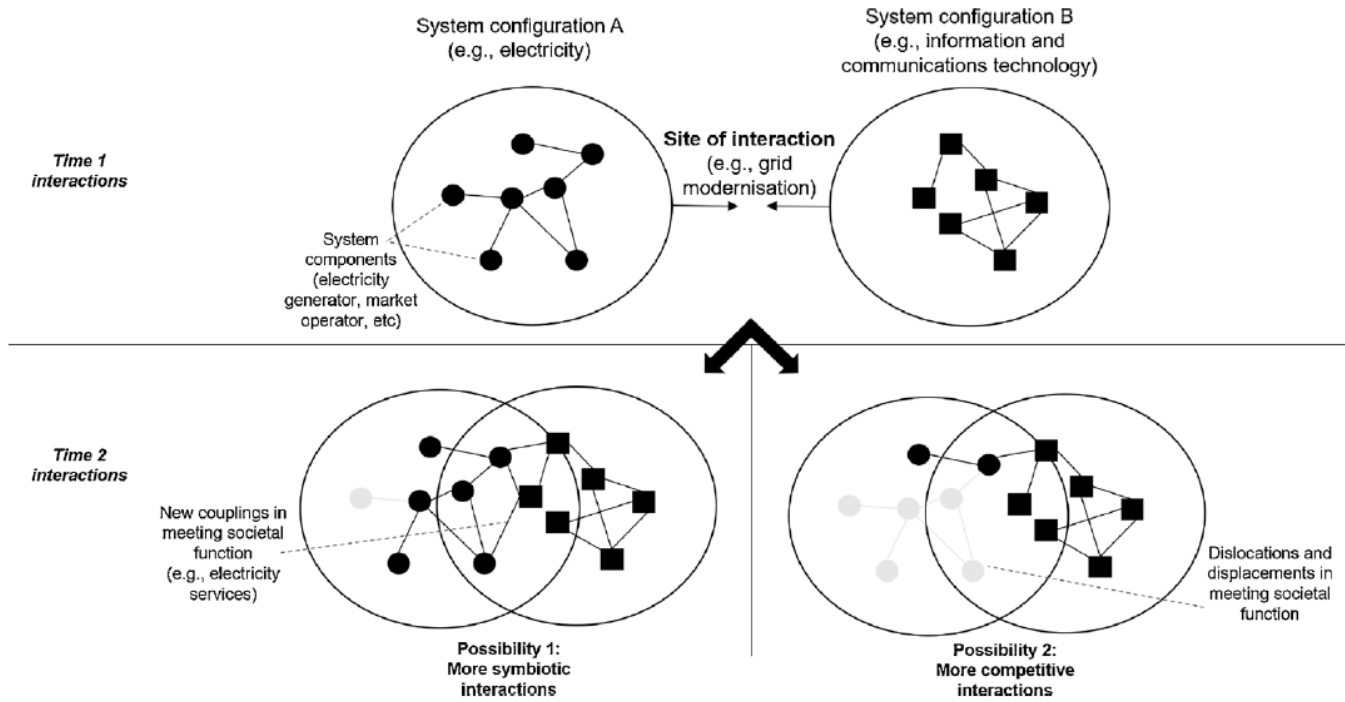 System configuration A
(e.g., electricity)
System configuration B
(e.g., information and
communications technology)
Time 1
interactions
Site of interaction
(e.g., grid
modernisation)
System
components
(electricity
generator, market
operator, etc)
Time 2
interactions
New couplings in
meeting societal
function
(e.g., electricity
services)
Possibility 1:
More symbiotic
interactions
Dislocations and
displacements in
meeting societal
function
Possibility 2:
More competitive
interactions